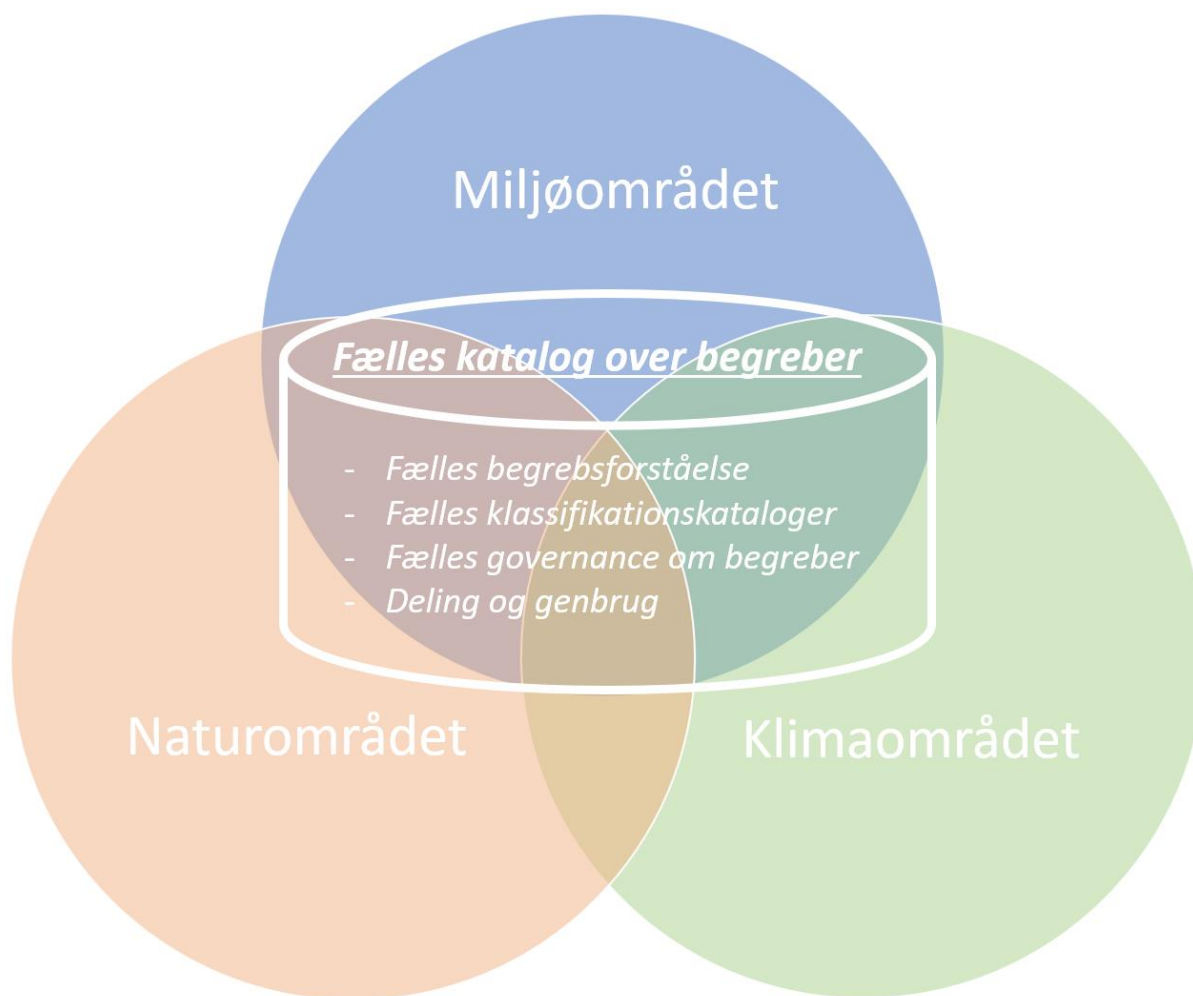 Miljøområdet
Fælles katalog over begreber
- Fælles begrebsforståelse
- Fælles klassifikationskataloger
- Fælles governance om begreber
- Deling og genbrug
Naturområdet
Klimaområdet